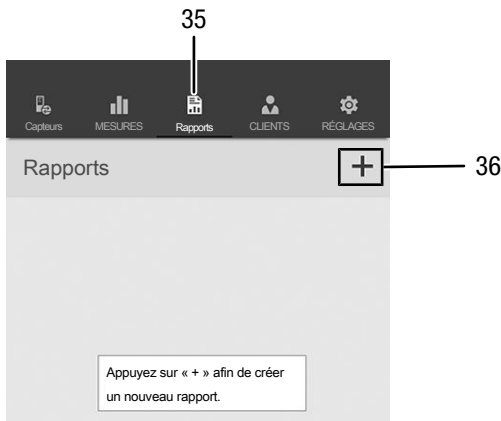 35
Capteurs MESURES Rapports CLIENTS RÉGLAGES
Rapports +
36
Appuyez sur « + » afin de créer
un nouveau rapport.